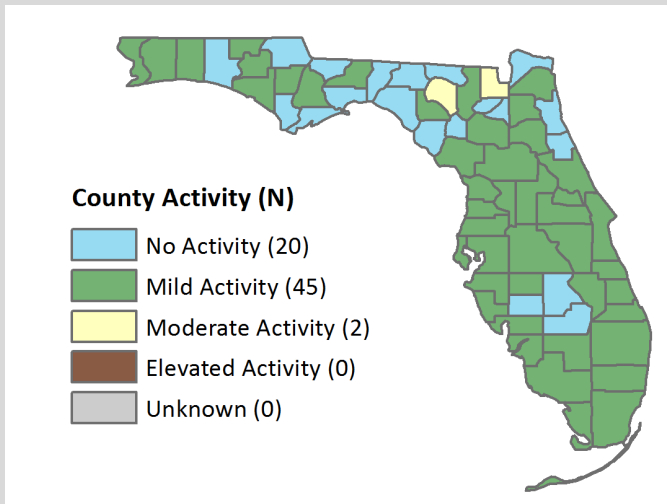 County Activity (N)
No Activity (20)
Mild Activity (45)
Moderate Activity (2)
Elevated Activity (0)
Unknown (0)